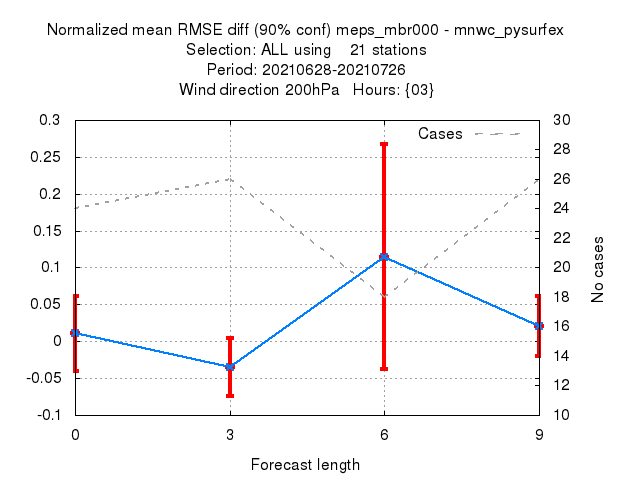 Normalized mean RMSE diff (90% conf) meps_mbr000 - mnwc_pysurfex
Selection: ALL using    21 stations
Period: 20210628-20210726
Wind direction 200hPa   Hours: {03}
Cases
0.3
0.25
0.2
0.15
0.1
0.05
0
-0.05
-0.1
30
28
26
24
22
20
18
16
14
12
10
No cases
0 3 6 9
Forecast length